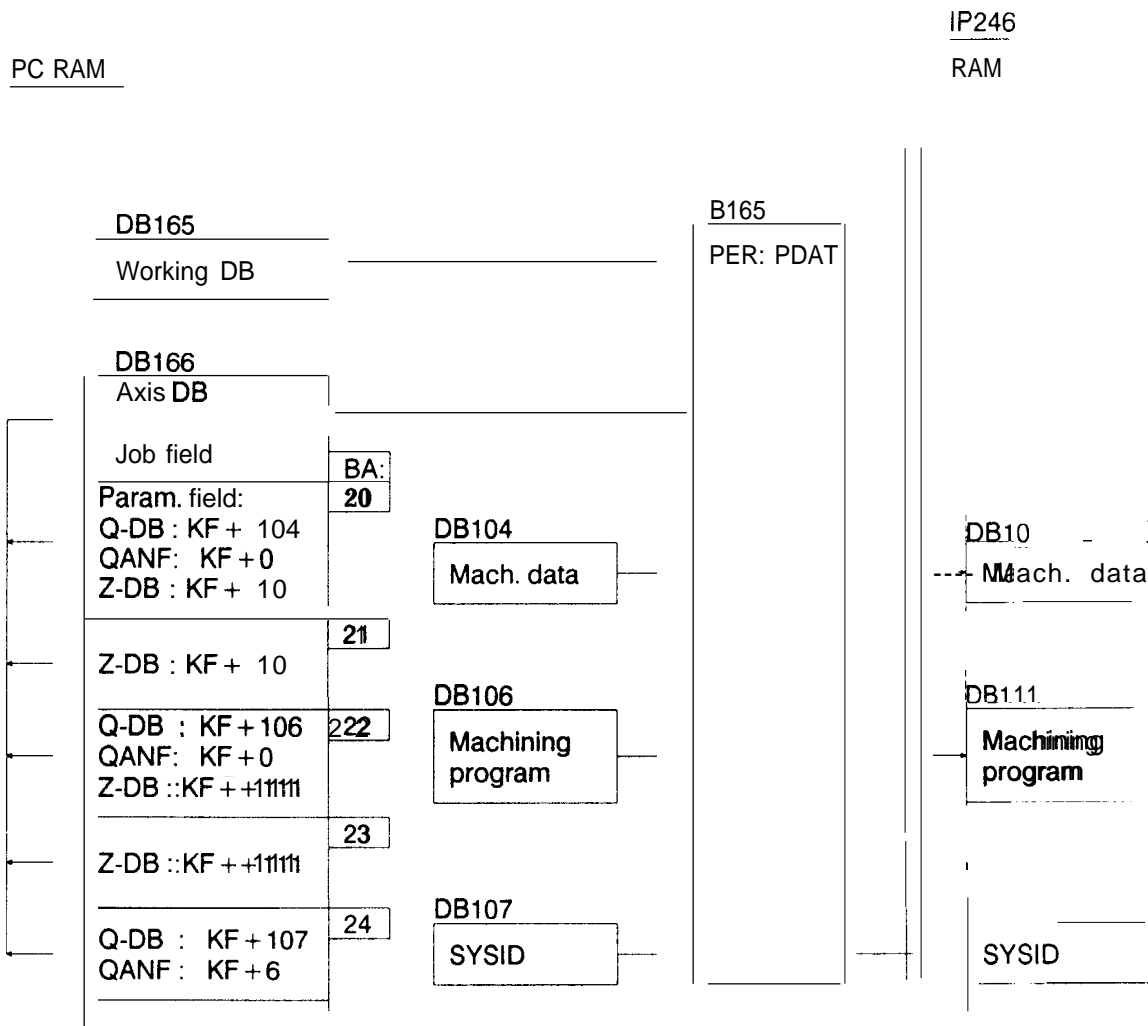 IP246
PC RAM
RAM
DB165
B165
Working DB
PER: PDAT
DB166
Axis DB
Job field
BA:
Param. field:
20
Q-DB : KF + 104
DB104
DB10
QANF: KF +0
Mach. data
Mach. data
Z-DB : KF + 10
21
Z-DB : KF + 10
DB106
DB111
Q-DB : KF +106
22
QANF: KF +0
Machining
program
Machining
program
Z-DB : KF +111
23
Z-DB : KF +111
DB107
24
Q-DB : KF +107
SYSID
SYSID
QANF : KF +6